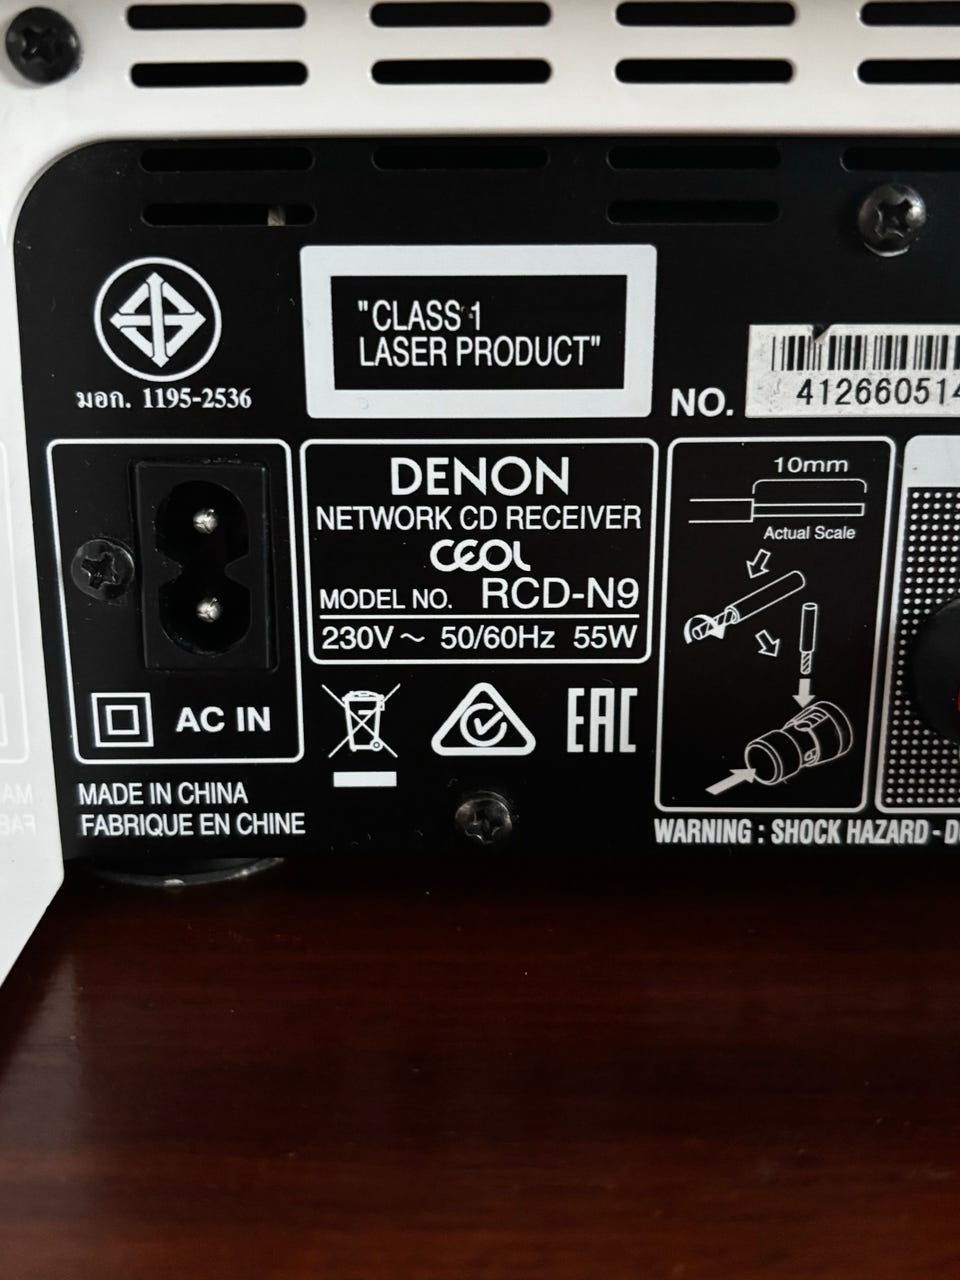 "CLASS 1
LASER PRODUCT"
มอก. 1195-2536
NO.
412660514
DENON
NETWORK CD RECEIVER
CEOL
MODEL NO. RCD-N9
230V ~ 50/60Hz 55W
10mm
Actual Scale
AC IN
EAC
MADE IN CHINA
FABRIQUE EN CHINE
WARNING : SHOCK HAZARD - D